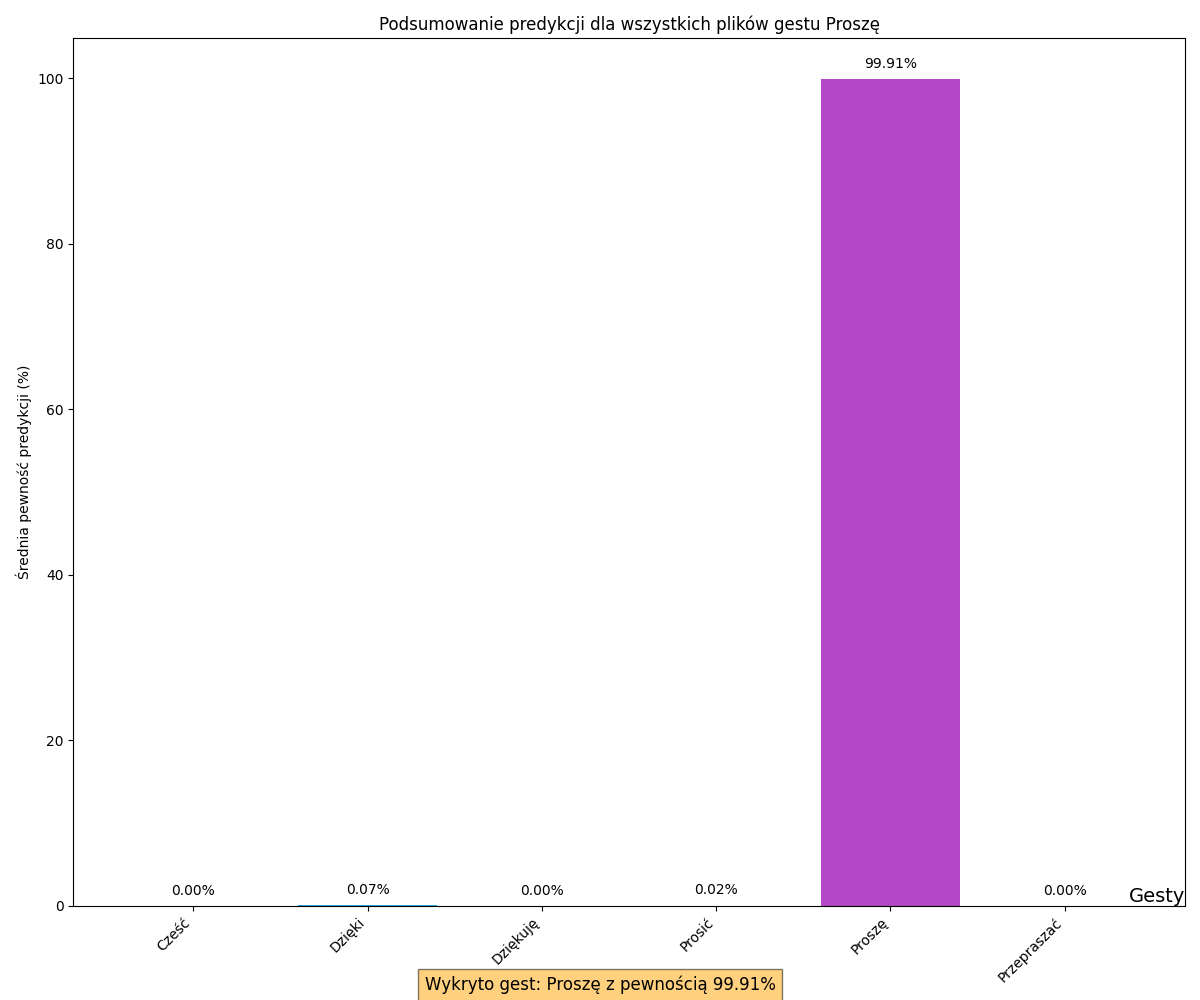 Podsumowanie predykcji dla wszystkich plików gestu Proszę
Średnia pewność predykcji (%)
100
80
60
40
20
0
0.00%
0.07%
0.00%
0.02%
99.91%
0.00%
Gesty
Cześć
Dzięki
Dziękuję
Prosić
Proszę
Przepraszać
Wykryto gest: Proszę z pewnością 99.91%